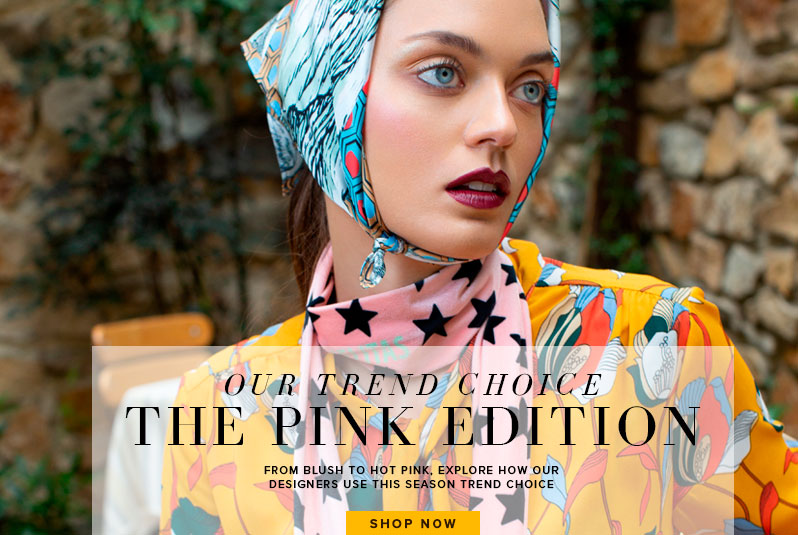 OUR TREND CHOICE
THE PINK EDITION
FROM BLUSH TO HOT PINK, EXPLORE HOW OUR
DESIGNERS USE THIS SEASON TREND CHOICE
SHOP NOW